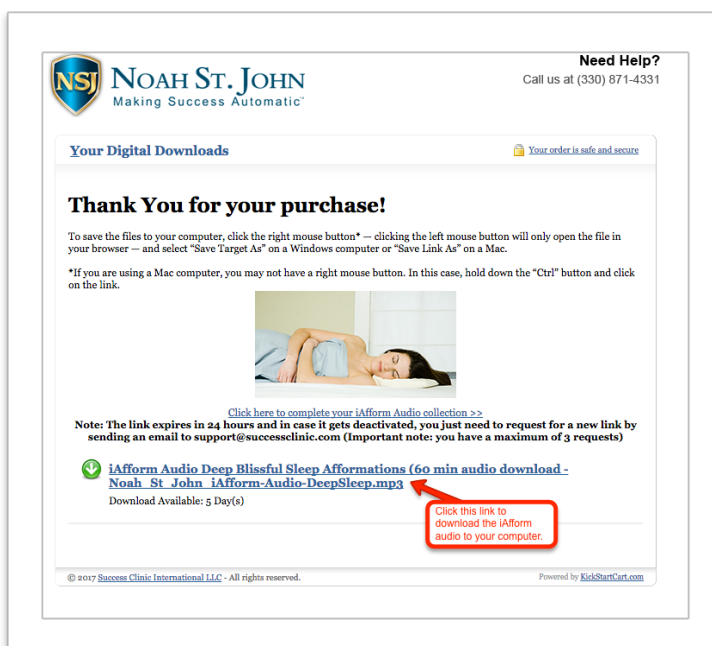 NSJ
NOAH ST. JOHN
Making Success Automatic™
Need Help?
Call us at (330) 871-4331
Your Digital Downloads
Your order is safe and secure
Thank You for your purchase!
To save the files to your computer, click the right mouse button* — clicking the left mouse button will only open the file in
your browser — and select “Save Target As” on a Windows computer or “Save Link As” on a Mac.
*If you are using a Mac computer, you may not have a right mouse button. In this case, hold down the “Ctrl” button and click
on the link.
Click here to complete your iAfform Audio collection >>
Note: The link expires in 24 hours and in case it gets deactivated, you just need to request for a new link by
sending an email to support@successclinic.com (Important note: you have a maximum of 3 requests)
iAfform Audio Deep Blissful Sleep Afformations (60 min audio download -
Noah_St_John_iAfform-Audio-DeepSleep.mp3
Download Available: 5 Day(s)
Click this link to
download the iAfform
audio to your computer.
© 2017 Success Clinic International LLC - All rights reserved.
Powered by KickStartCart.com